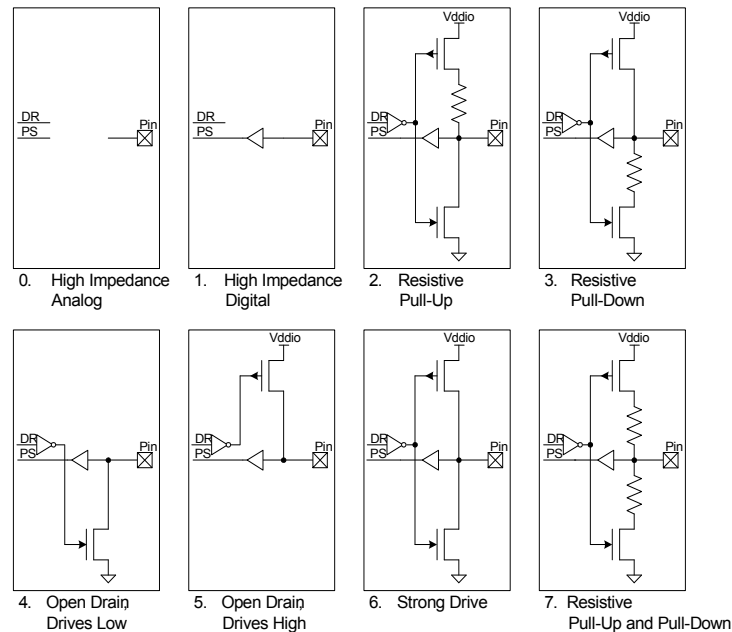 Vddio
Vddio
DR
PS
Pin
DR
PS
Pin
DR
PS
Pin
DR
PS
Pin
0. High Impedance
Analog
1. High Impedance
Digital
2. Resistive
Pull-Up
3. Resistive
Pull-Down
Vddio
Vddio
Vddio
DR
PS
Pin
DR
PS
Pin
DR
PS
Pin
DR
PS
Pin
4. Open Drain,
Drives Low
5. Open Drain,
Drives High
6. Strong Drive
7. Resistive
Pull-Up and Pull-Down